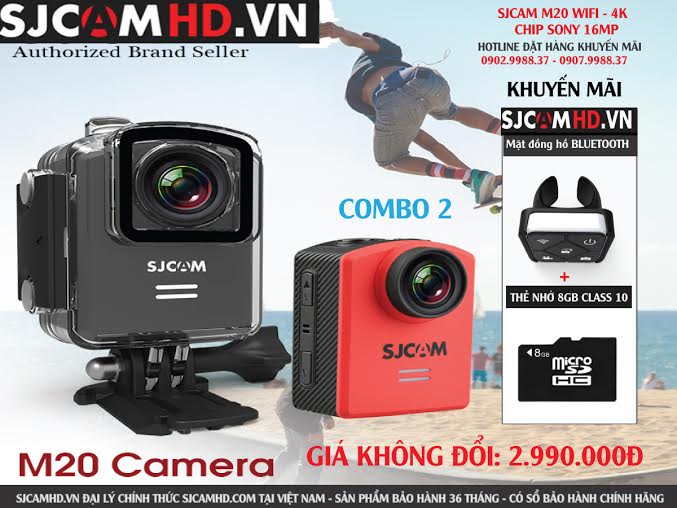 SJCAMHD.VN
Authorized Brand Seller
SJCAM M20 WIFI - 4K
CHIP SONY 16MP
HOTLINE ĐẶT HÀNG KHUYẾN MÃI
0902.9988.37 - 0907.9988.37
KHUYẾN MÃI
SJCAMHD.VN
Mặt đồng hồ BLUETOOTH
+
THẺ NHỚ 8GB CLASS 10
8GB
micro
SD
HC
COMBO 2
SJCAM
SJCAM
M20 Camera
GIÁ KHÔNG ĐỔI: 2.990.000Đ
SJCAMHD.VN ĐẠI LÝ CHÍNH THỨC SJCAMHD.COM TẠI VIỆT NAM - SẢN PHẨM BẢO HÀNH 36 THÁNG - CÓ SỔ BẢO HÀNH CHÍNH HÃNG